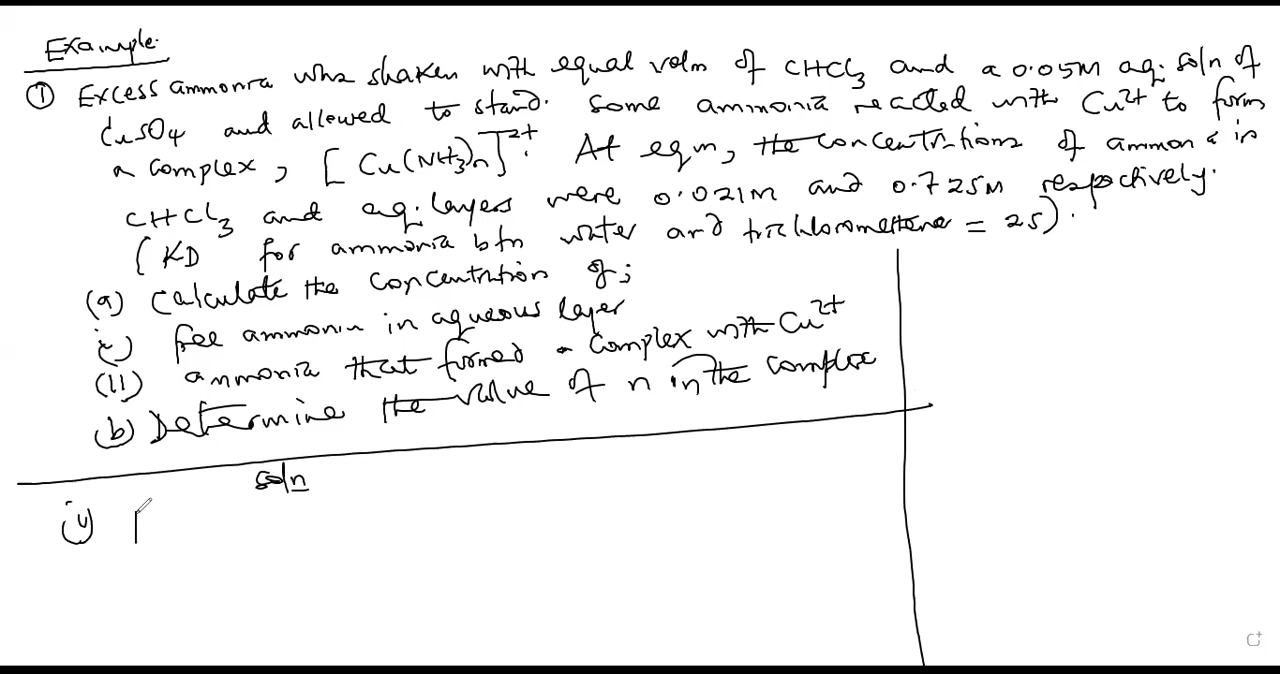 Example.
① Excess ammonia was shaken with equal volm of CHCl3 and a 0.05M aq. soln of
CuSO4 and allowed to stand. Some ammonia reacted with Cu2+ to form
a complex, [Cu(NH3)n]2+. At eqm, the concentrations of ammonia in
CHCl3 and aq. layers were 0.021M and 0.725M respectively.
(KD for ammonia btn water and trichloromethane = 25).
(a) Calculate the concentration of;
(i) free ammonia in aqueous layer
(ii) ammonia that formed a complex with Cu2+
(b) Determine the value of n in the complex
soln
(i) [